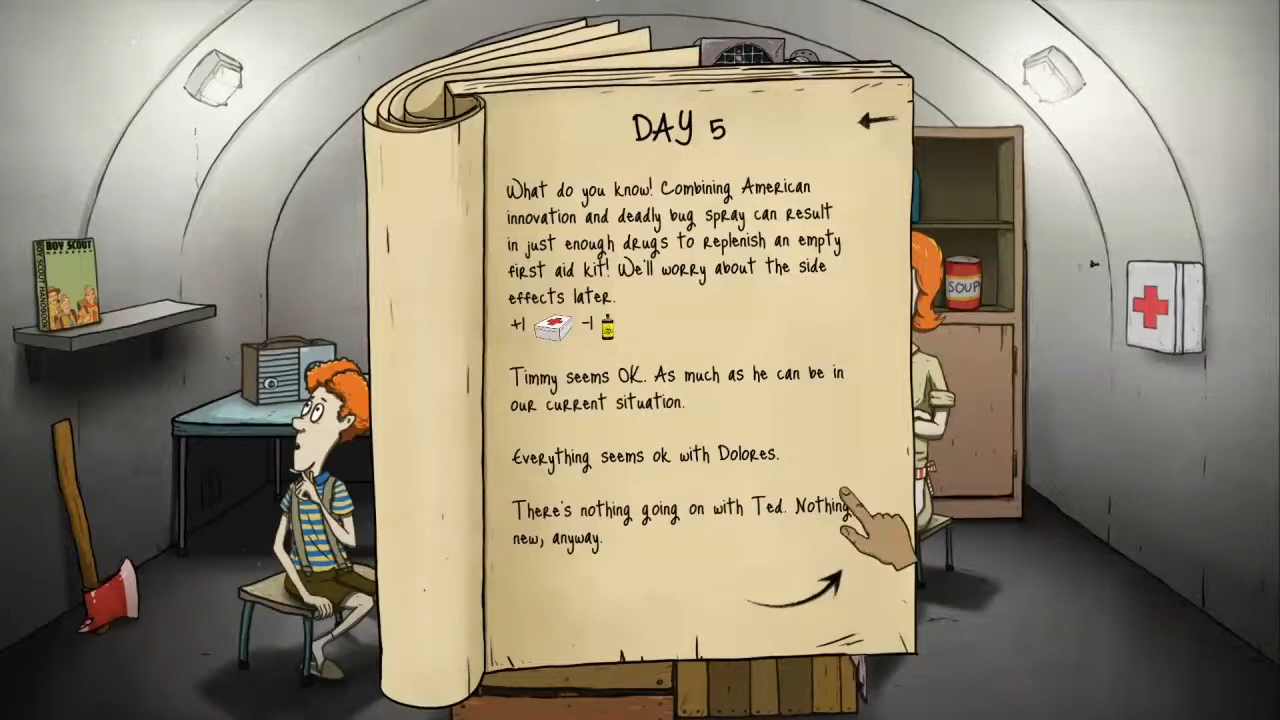 DAY 5
What do you know! Combining American
innovation and deadly bug spray can result
in just enough drugs to replenish an empty
first aid kit! We'll worry about the side
effects later.
+1 -1
Timmy seems OK. As much as he can be in
our current situation.
Everything seems ok with Dolores.
There's nothing going on with Ted. Nothing
new, anyway.
BOY SCOUT
BOY SCOUT HANDBOOK
SOUP